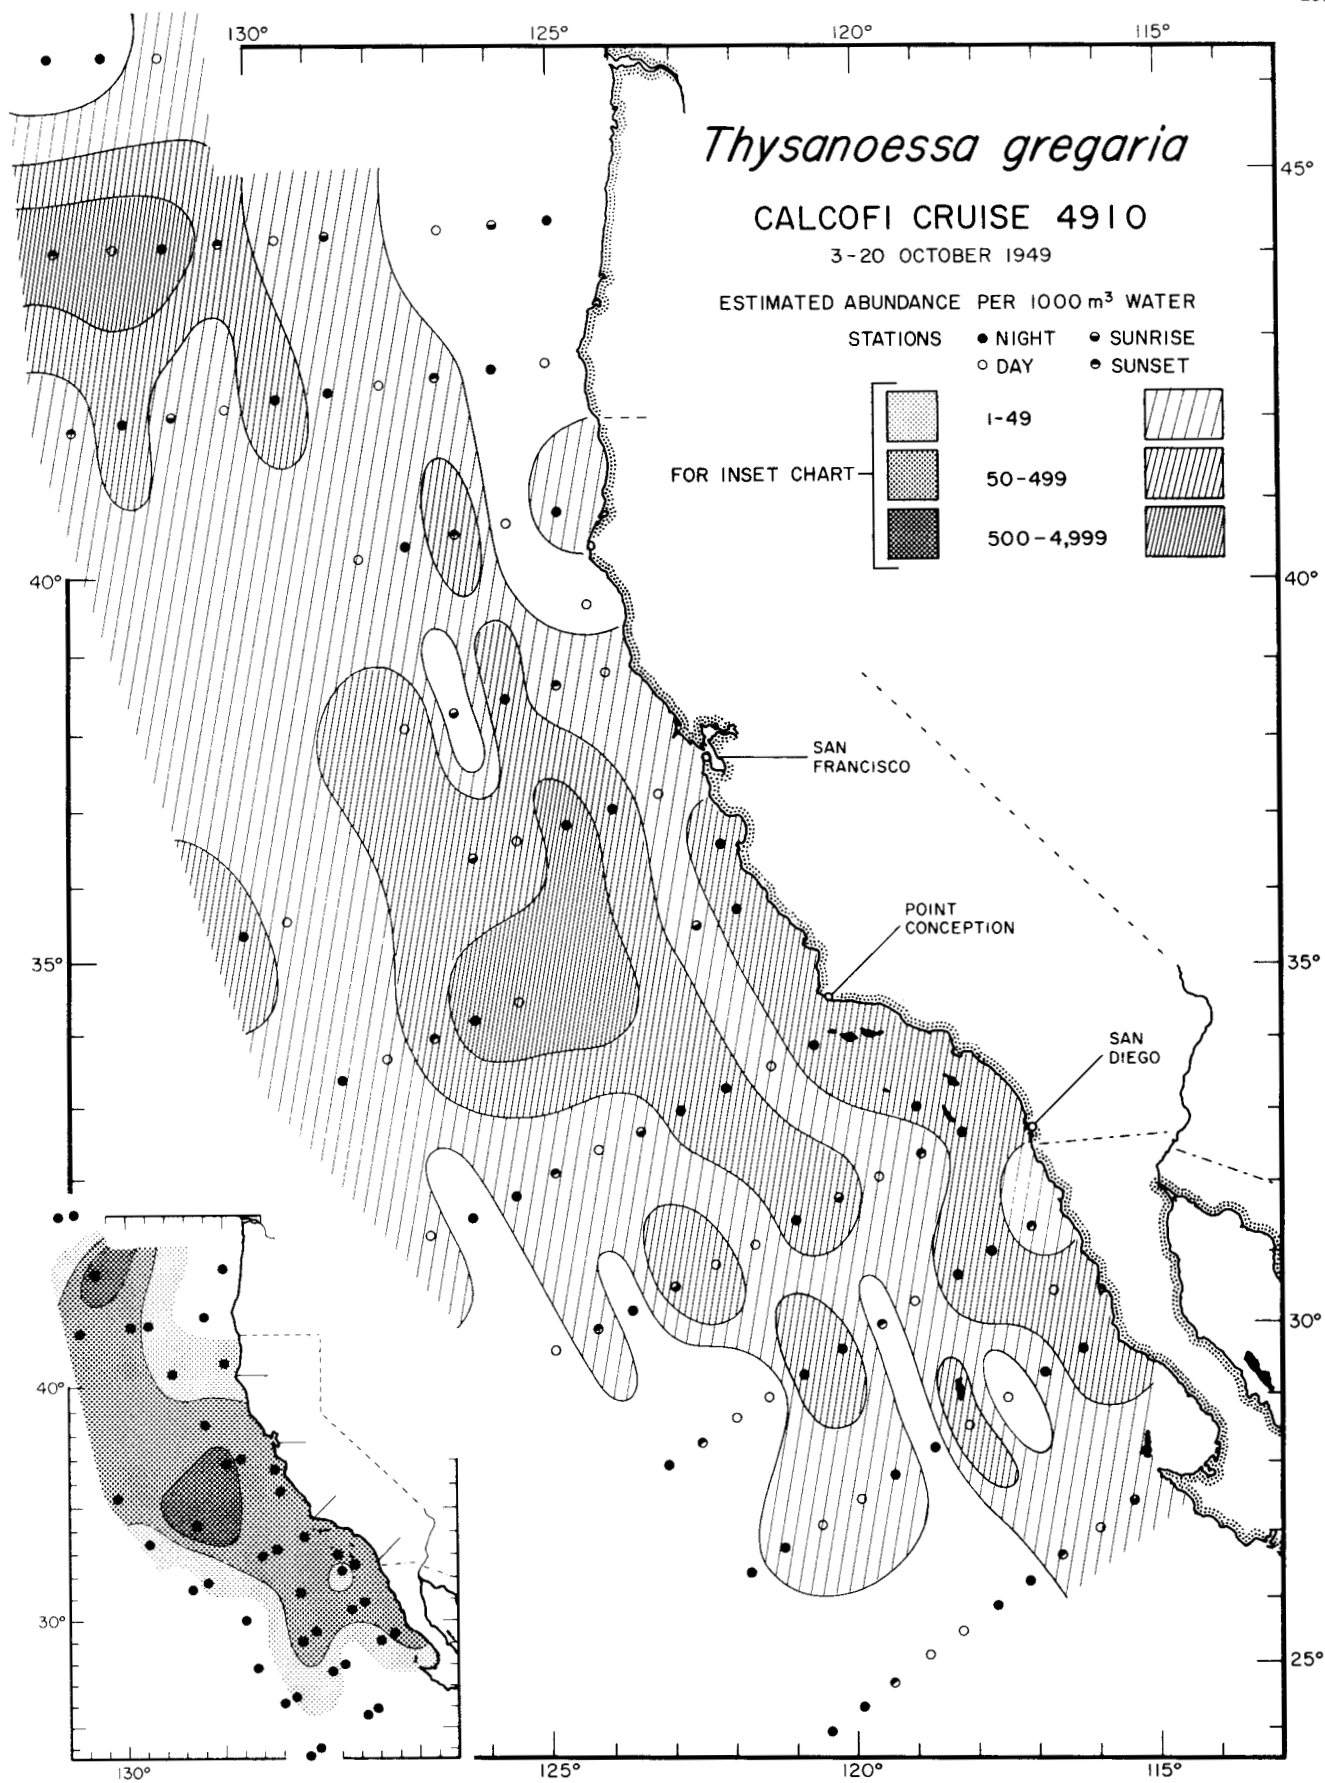 130° 125° 120° 115°
Thysanoessa gregaria
45°
CALCOFI CRUISE 4910
3-20 OCTOBER 1949
ESTIMATED ABUNDANCE PER 1000 m³ WATER
STATIONS ● NIGHT ◒ SUNRISE
○ DAY ◓ SUNSET
1-49
FOR INSET CHART
50-499
500-4,999
40° 40°
SAN
FRANCISCO
POINT
CONCEPTION
35° 35°
SAN
DIEGO
30°
40°
30°
25°
130° 125° 120° 115°